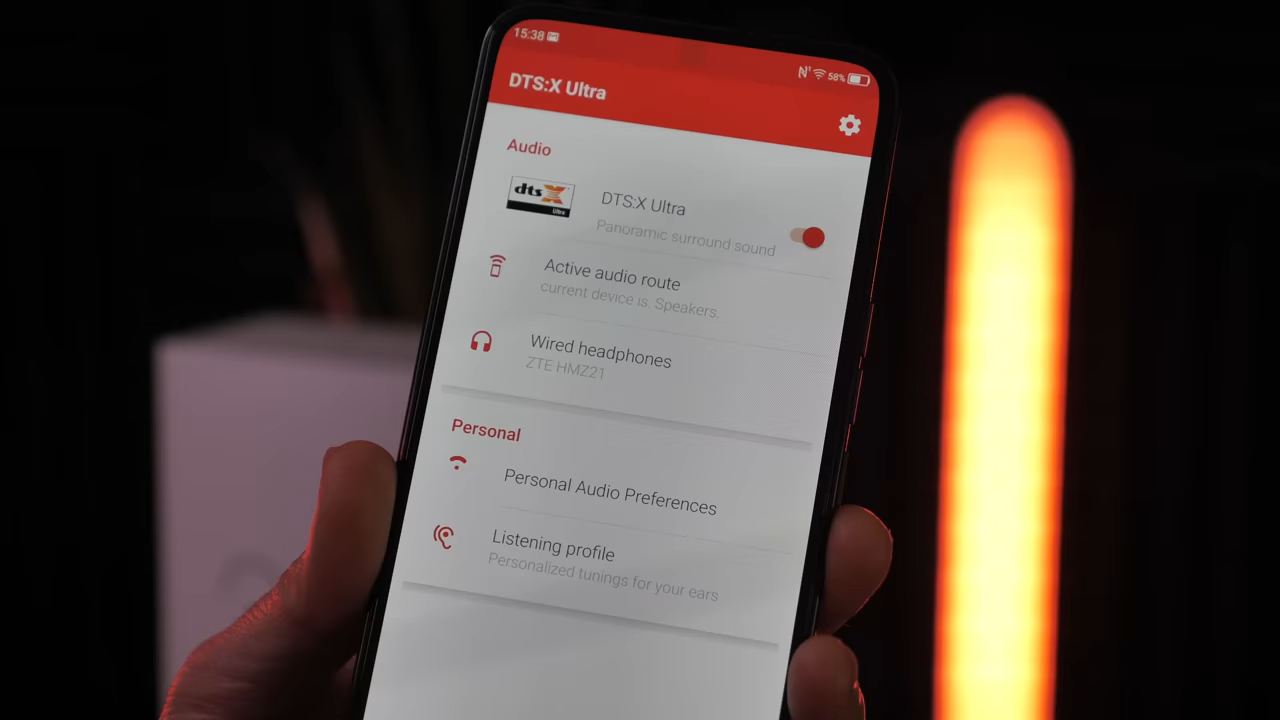 15:38
58%
DTS:X Ultra
Audio
dts X
Ultra
DTS:X Ultra
Panoramic surround sound
Active audio route
current device is. Speakers.
Wired headphones
ZTE HMZ21
Personal
Personal Audio Preferences
Listening profile
Personalized tunings for your ears